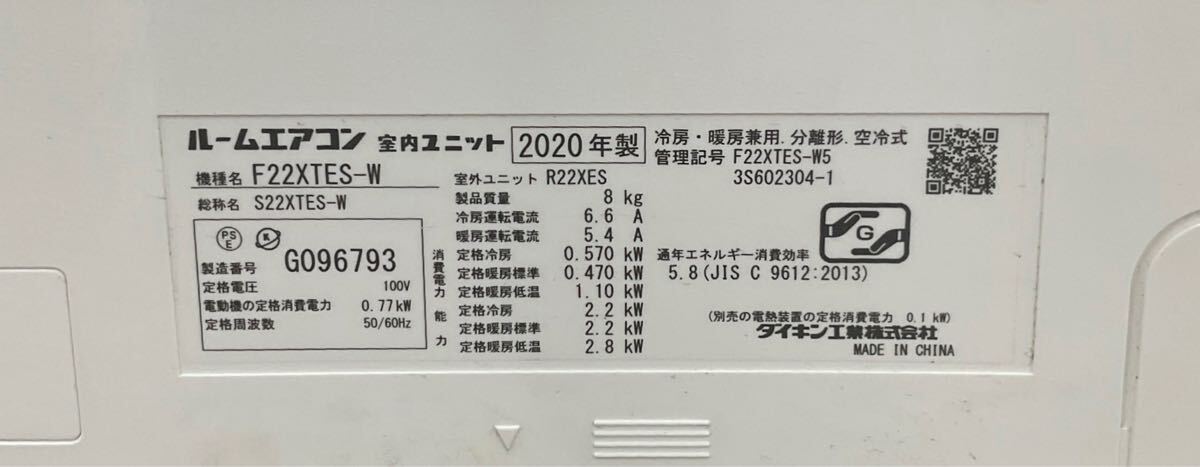 ルームエアコン 室内ユニット 2020年製
機種名 F22XTES-W
総称名 S22XTES-W
PS
E
K
製造番号 G096793
定格電圧 100V
電動機の定格消費電力 0.77kW
定格周波数 50/60Hz
室外ユニット R22XES
製品質量 8 kg
冷房運転電流 6.6 A
暖房運転電流 5.4 A
消費電力
定格冷房 0.570 kW
定格暖房標準 0.470 kW
定格暖房低温 1.10 kW
能力
定格冷房 2.2 kW
定格暖房標準 2.2 kW
定格暖房低温 2.8 kW
冷房・暖房兼用.分離形.空冷式
管理記号 F22XTES-W5
3S602304-1
G
通年エネルギー消費効率
5.8(JIS C 9612:2013)
(別売の電熱装置の定格消費電力 0.1 kW)
ダイキン工業株式会社
MADE IN CHINA